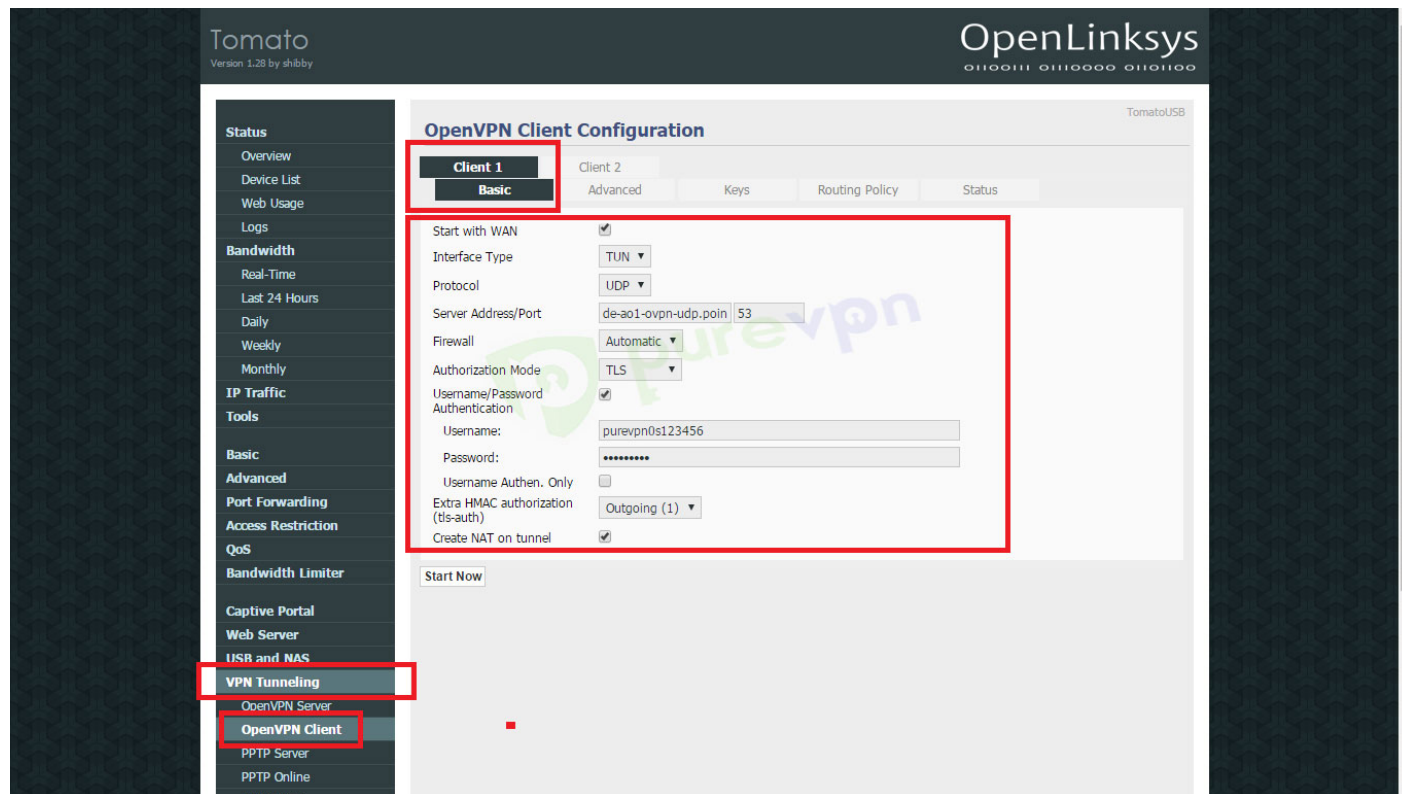 Tomato
Version 1.28 by shibby
OpenLinksys
01100111 01110000 01101100
TomatoUSB
Status
Overview
Device List
Web Usage
Logs
Bandwidth
Real-Time
Last 24 Hours
Daily
Weekly
Monthly
IP Traffic
Tools
Basic
Advanced
Port Forwarding
Access Restriction
QoS
Bandwidth Limiter
Captive Portal
Web Server
USB and NAS
VPN Tunneling
OpenVPN Server
OpenVPN Client
PPTP Server
PPTP Online
OpenVPN Client Configuration
Client 1 Client 2
Basic Advanced Keys Routing Policy Status
Start with WAN
Interface Type TUN
Protocol UDP
Server Address/Port de-ao1-ovpn-udp.poin 53
Firewall Automatic
Authorization Mode TLS
Username/Password
Authentication
Username: purevpn0s123456
Password: •••••••••
Username Authen. Only
Extra HMAC authorization
(tls-auth) Outgoing (1)
Create NAT on tunnel
Start Now
purevpn